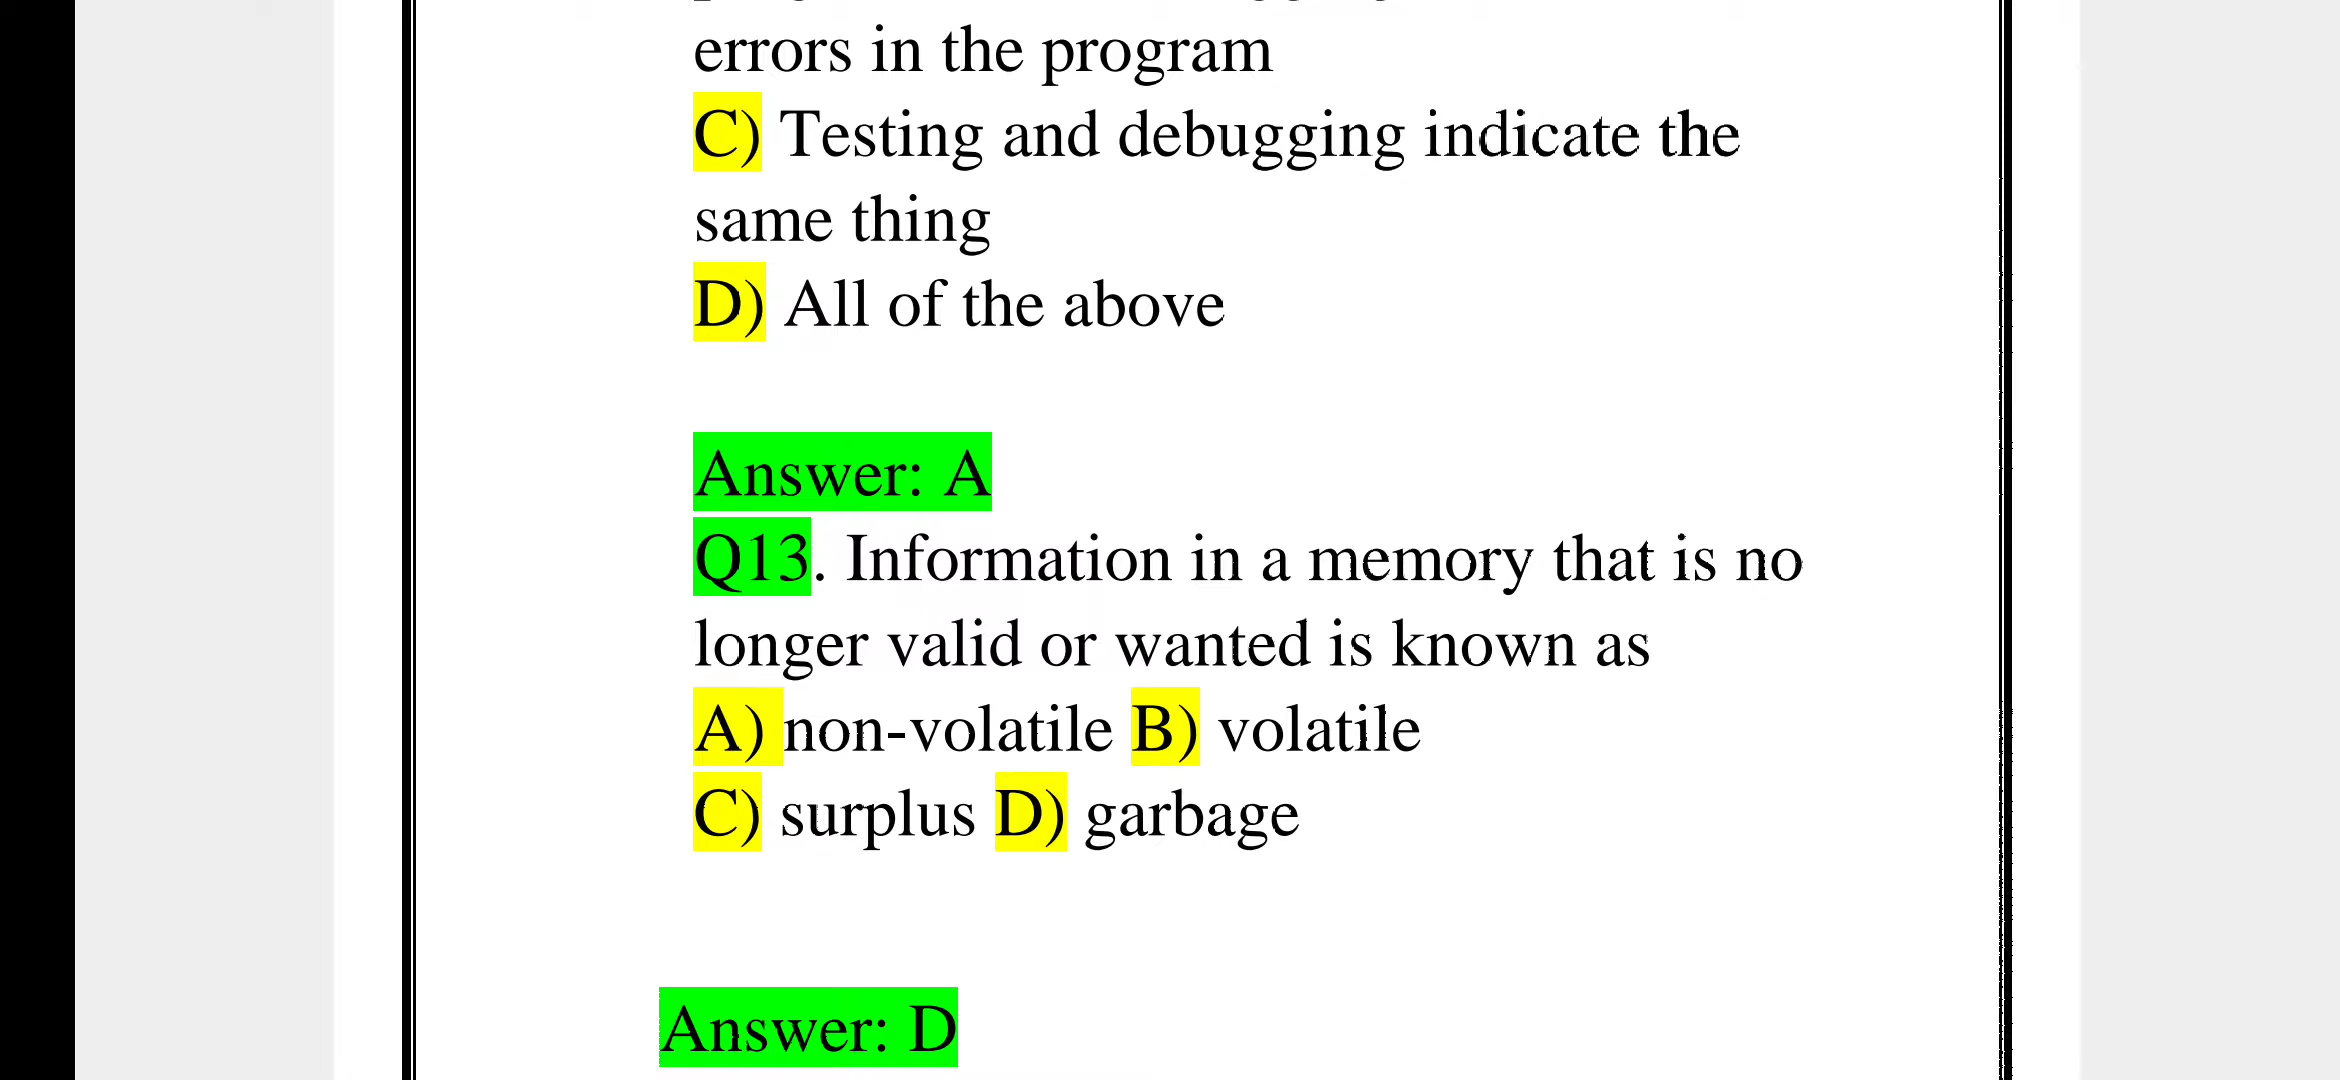 errors in the program
C) Testing and debugging indicate the
same thing
D) All of the above
Answer: A
Q13. Information in a memory that is no
longer valid or wanted is known as
A) non-volatile B) volatile
C) surplus D) garbage
Answer: D